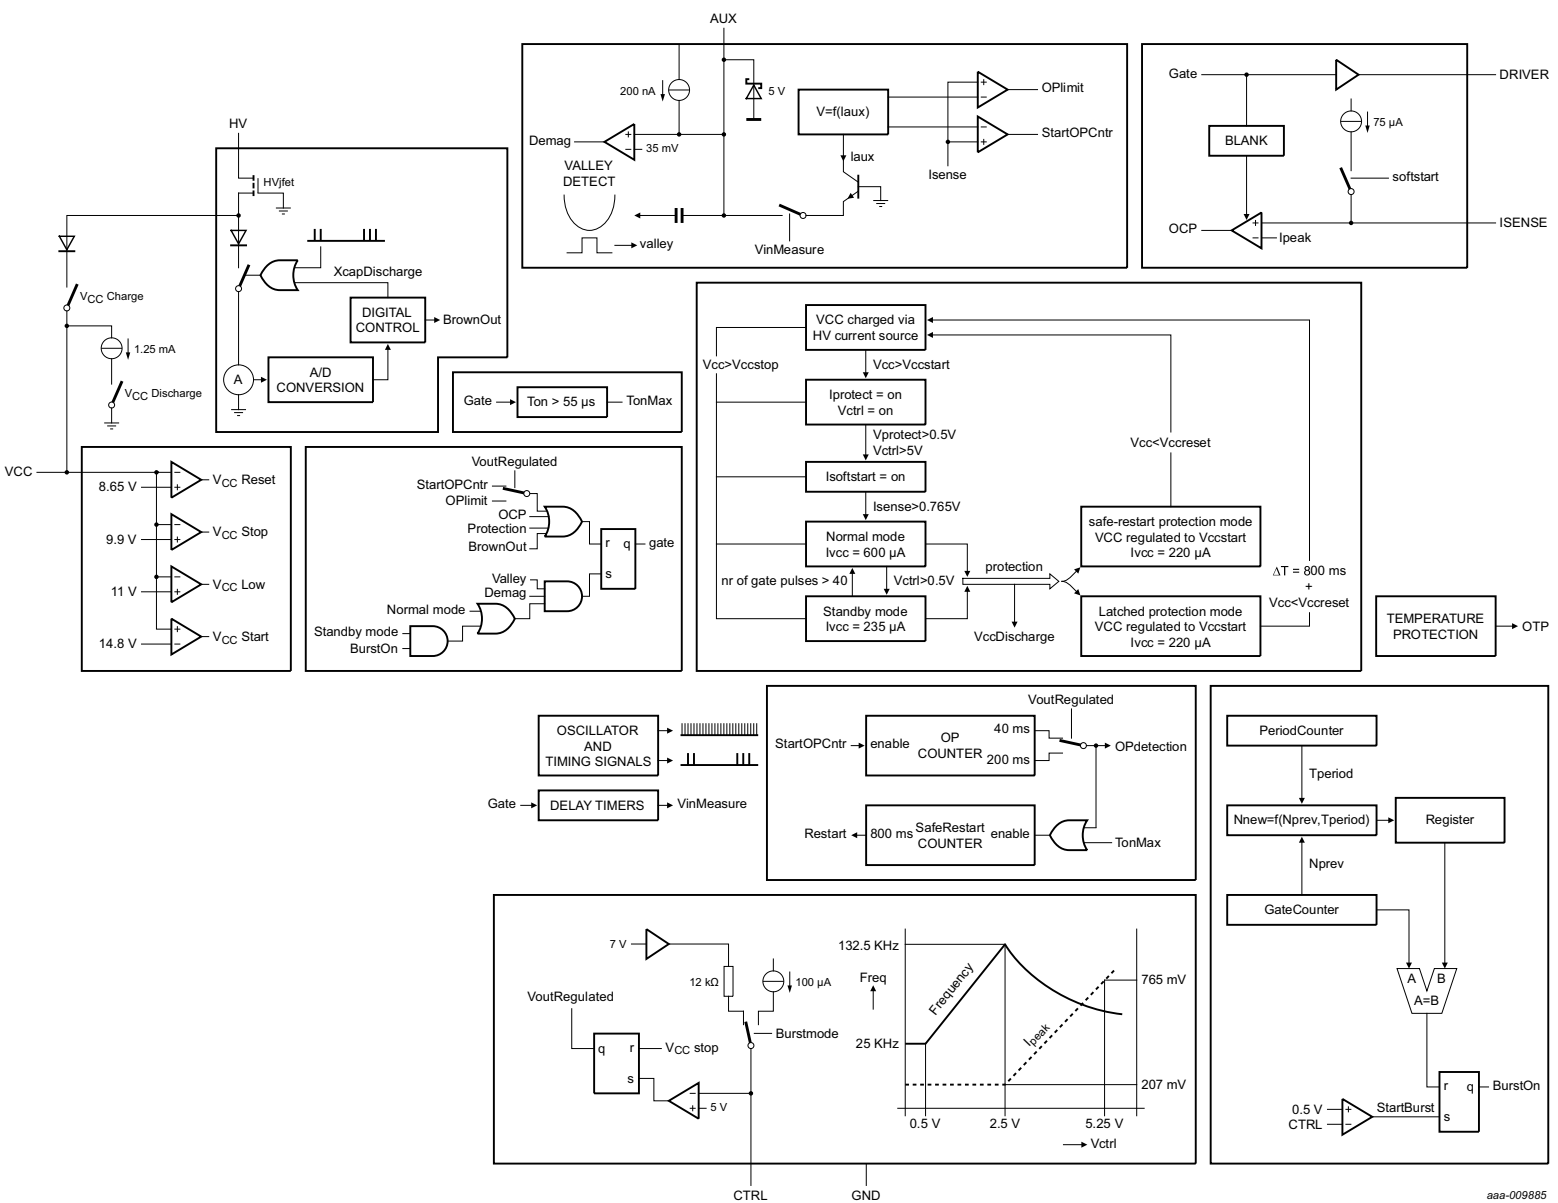 AUX
200 nA
5 V
Demag
+
−
35 mV
VALLEY
DETECT
valley
V=f(Iaux)
Iaux
+
−
OPlimit
−
+
StartOPCntr
Isense
VinMeasure
Gate
DRIVER
75 µA
BLANK
softstart
OCP
+
−
Ipeak
ISENSE
HV
HVjfet
XcapDischarge
DIGITAL
CONTROL
BrownOut
A
A/D
CONVERSION
VCC Charge
1.25 mA
VCC Discharge
Gate
Ton > 55 µs
TonMax
VCC
8.65 V
−
+
VCC Reset
9.9 V
−
+
VCC Stop
11 V
−
+
VCC Low
14.8 V
+
−
VCC Start
VoutRegulated
StartOPCntr
OPlimit
OCP
Protection
BrownOut
r
q
s
gate
Valley
Demag
Normal mode
Standby mode
BurstOn
VCC charged via
HV current source
Vcc>Vccstop
Vcc>Vccstart
Iprotect = on
Vctrl = on
Vprotect>0.5V
Vctrl>5V
Isoftstart = on
Isense>0.765V
Normal mode
Ivcc = 600 µA
nr of gate pulses > 40
Vctrl>0.5V
Standby mode
Ivcc = 235 µA
protection
VccDischarge
Vcc<Vccreset
safe-restart protection mode
VCC regulated to Vccstart
Ivcc = 220 µA
Latched protection mode
VCC regulated to Vccstart
Ivcc = 220 µA
ΔT = 800 ms
+
Vcc<Vccreset
TEMPERATURE
PROTECTION
OTP
OSCILLATOR
AND
TIMING SIGNALS
Gate
DELAY TIMERS
VinMeasure
VoutRegulated
StartOPCntr
enable
OP
COUNTER
40 ms
200 ms
OPdetection
Restart
800 ms
SafeRestart
COUNTER
enable
TonMax
PeriodCounter
Tperiod
Nnew=f(Nprev,Tperiod)
Register
Nprev
GateCounter
A
B
A=B
r
q
s
BurstOn
0.5 V
CTRL
+
−
StartBurst
7 V
12 kΩ
100 µA
VoutRegulated
Burstmode
q
r
s
VCC stop
−
+
5 V
132.5 KHz
Freq
25 KHz
Frequency
Ipeak
765 mV
207 mV
0.5 V
2.5 V
5.25 V
Vctrl
CTRL
GND
aaa-009885